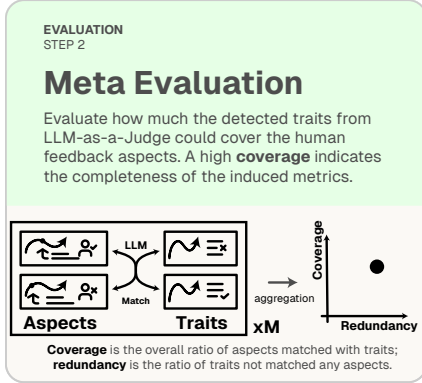 EVALUATION
STEP 2
Meta Evaluation
Evaluate how much the detected traits from
LLM-as-a-Judge could cover the human
feedback aspects. A high coverage indicates
the completeness of the induced metrics.
LLM
Match
Aspects
Traits
xM
aggregation
Coverage
Redundancy
Coverage is the overall ratio of aspects matched with traits;
redundancy is the ratio of traits not matched any aspects.